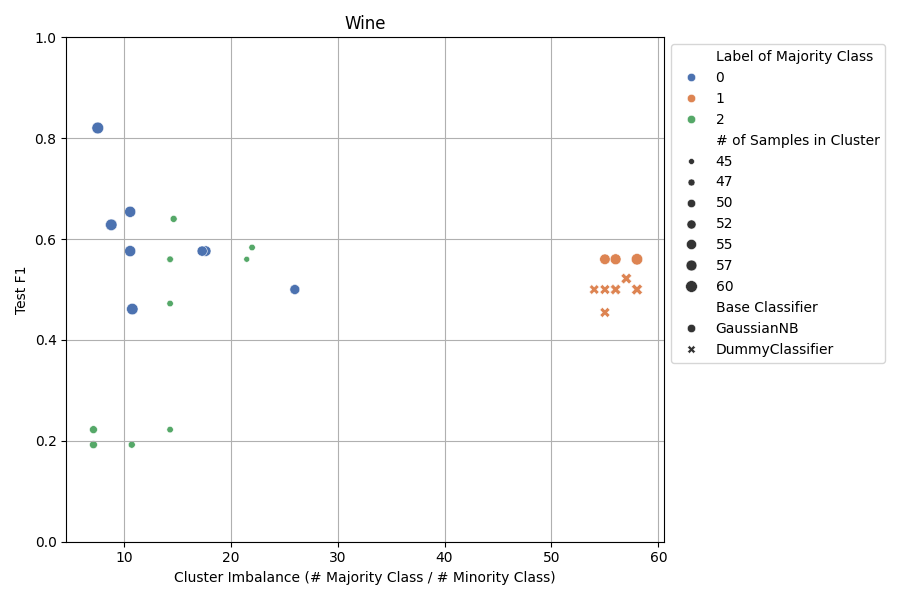 Wine
1.0
0.8
0.6
0.4
0.2
0.0
Test F1
10
20
30
40
50
60
Cluster Imbalance (# Majority Class / # Minority Class)
Label of Majority Class
0
1
2
# of Samples in Cluster
45
47
50
52
55
57
60
Base Classifier
GaussianNB
DummyClassifier